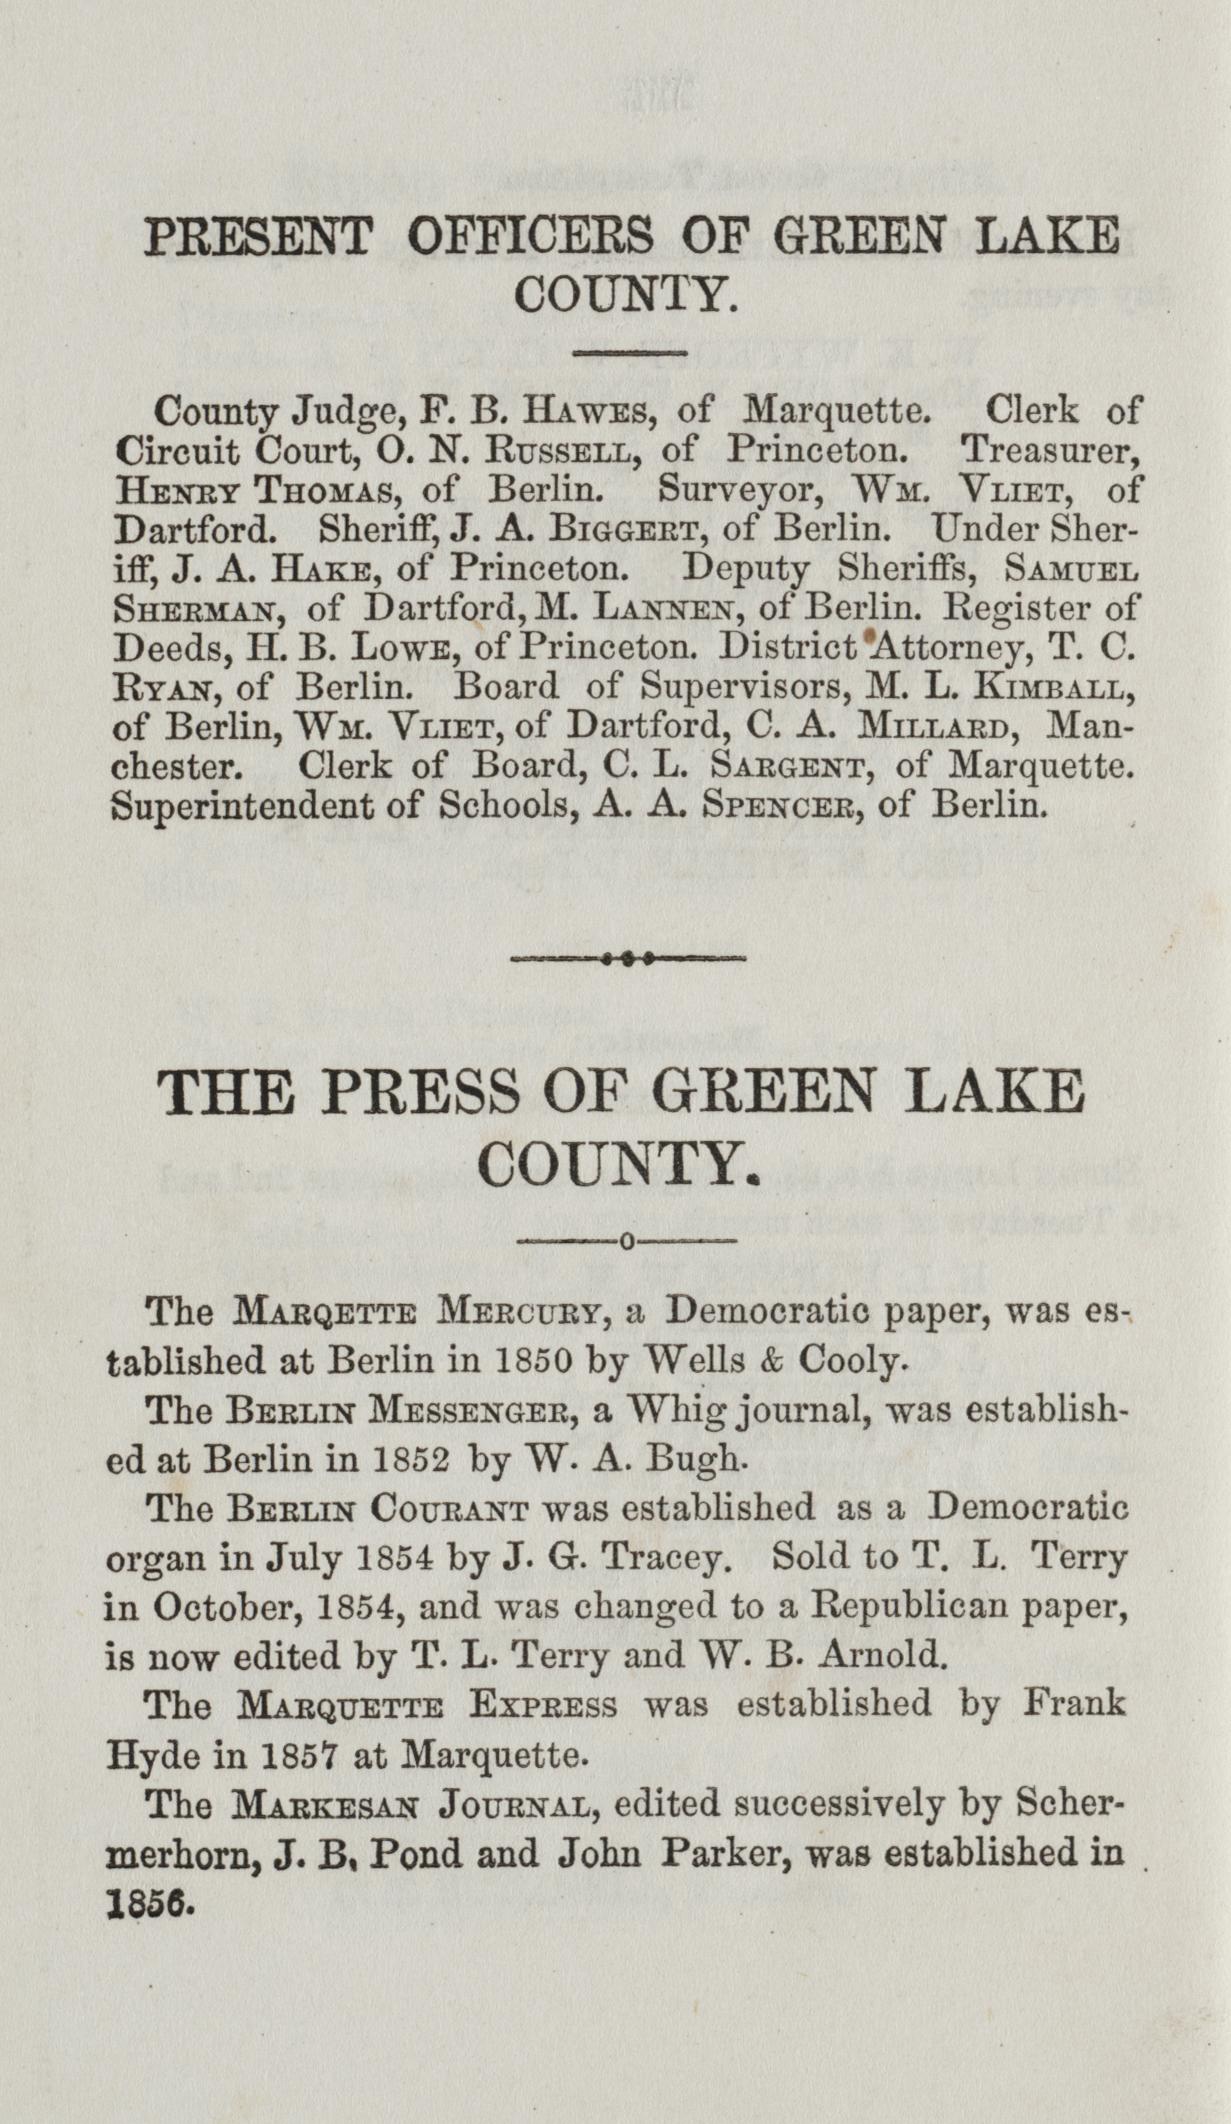 PRESENT OFFICERS OF GREEN LAKE
COUNTY.
County Judge, F. B. HAWES, of Marquette. Clerk of
Circuit Court, O. N. RUSSELL, of Princeton. Treasurer,
HENRY THOMAS, of Berlin. Surveyor, WM. VLIET, of
Dartford. Sheriff, J. A. BIGGERT, of Berlin. Under Sher-
iff, J. A. HAKE, of Princeton. Deputy Sheriffs, SAMUEL
SHERMAN, of Dartford, M. LANNEN, of Berlin. Register of
Deeds, H. B. LOWE, of Princeton. District Attorney, T. C.
RYAN, of Berlin. Board of Supervisors, M. L. KIMBALL,
of Berlin, WM. VLIET, of Dartford, C. A. MILLARD, Man-
chester. Clerk of Board, C. L. SARGENT, of Marquette.
Superintendent of Schools, A. A. SPENCER, of Berlin.
THE PRESS OF GREEN LAKE
COUNTY.
The MARQETTE MERCURY, a Democratic paper, was es-
tablished at Berlin in 1850 by Wells & Cooly.
The BERLIN MESSENGER, a Whig journal, was establish-
ed at Berlin in 1852 by W. A. Bugh.
The BERLIN COURANT was established as a Democratic
organ in July 1854 by J. G. Tracey. Sold to T. L. Terry
in October, 1854, and was changed to a Republican paper,
is now edited by T. L. Terry and W. B. Arnold.
The MARQUETTE EXPRESS was established by Frank
Hyde in 1857 at Marquette.
The MARKESAN JOURNAL, edited successively by Scher-
merhorn, J. B. Pond and John Parker, was established in
1856.